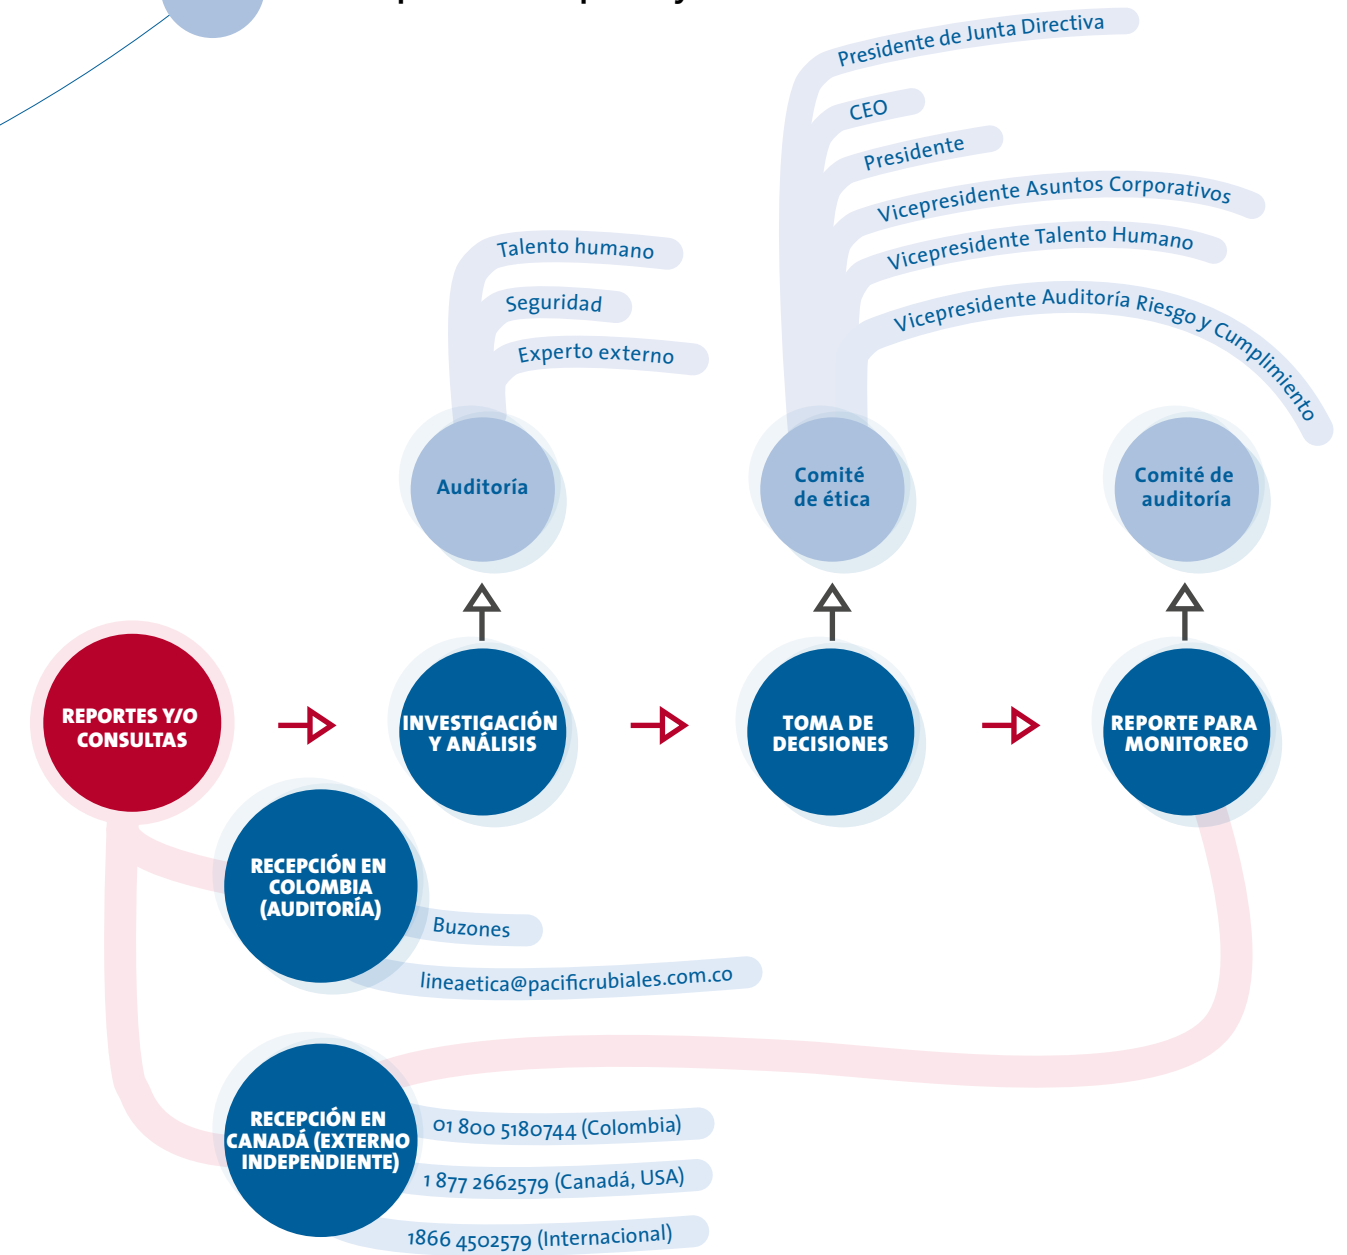 Presidente de Junta Directiva
CEO
Presidente
Vicepresidente Asuntos Corporativos
Vicepresidente Talento Humano
Vicepresidente Auditoría Riesgo y Cumplimiento
Talento humano
Seguridad
Experto externo
Auditoría
Comité
de ética
Comité de
auditoría
REPORTES Y/O
CONSULTAS
INVESTIGACIÓN
Y ANÁLISIS
TOMA DE
DECISIONES
REPORTE PARA
MONITOREO
RECEPCIÓN EN
COLOMBIA
(AUDITORÍA)
Buzones
lineaetica@pacificrubiales.com.co
RECEPCIÓN EN
CANADÁ (EXTERNO
INDEPENDIENTE)
01 800 5180744 (Colombia)
1 877 2662579 (Canadá, USA)
1866 4502579 (Internacional)